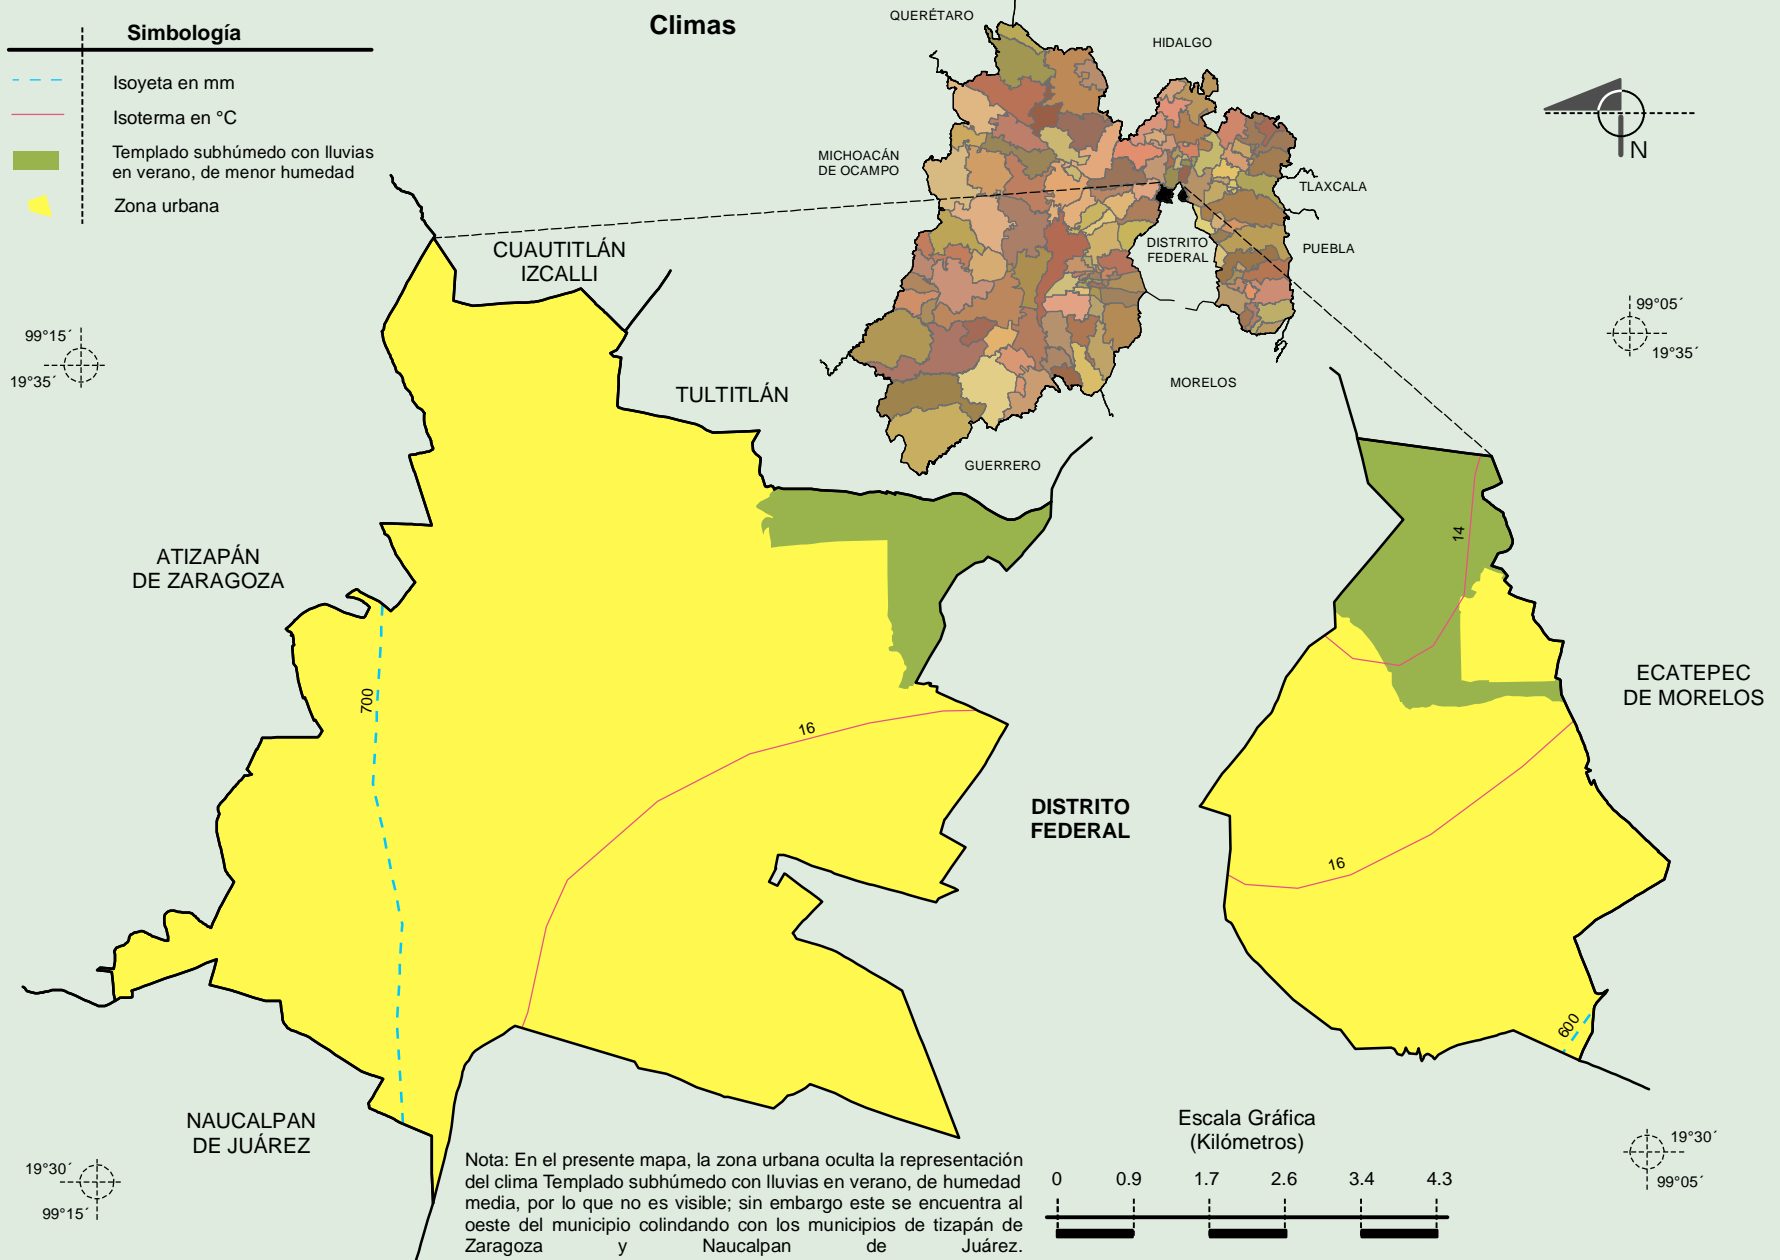 Climas
Simbología
Isoyeta en mm
Isoterma en °C
Templado subhúmedo con lluvias
en verano, de menor humedad
Zona urbana
QUERÉTARO
HIDALGO
MICHOACÁN
DE OCAMPO
TLAXCALA
DISTRITO
FEDERAL
PUEBLA
MORELOS
GUERRERO
N
99°15´
19°35´
99°05´
19°35´
CUAUTITLÁN
IZCALLI
TULTITLÁN
ATIZAPÁN
DE ZARAGOZA
700
16
14
16
600
ECATEPEC
DE MORELOS
DISTRITO
FEDERAL
NAUCALPAN
DE JUÁREZ
19°30´
99°15´
19°30´
99°05´
Nota: En el presente mapa, la zona urbana oculta la representación
del clima Templado subhúmedo con lluvias en verano, de humedad
media, por lo que no es visible; sin embargo este se encuentra al
oeste del municipio colindando con los municipios de tizapán de
Zaragoza y Naucalpan de Juárez.
Escala Gráfica
(Kilómetros)
0 0.9 1.7 2.6 3.4 4.3